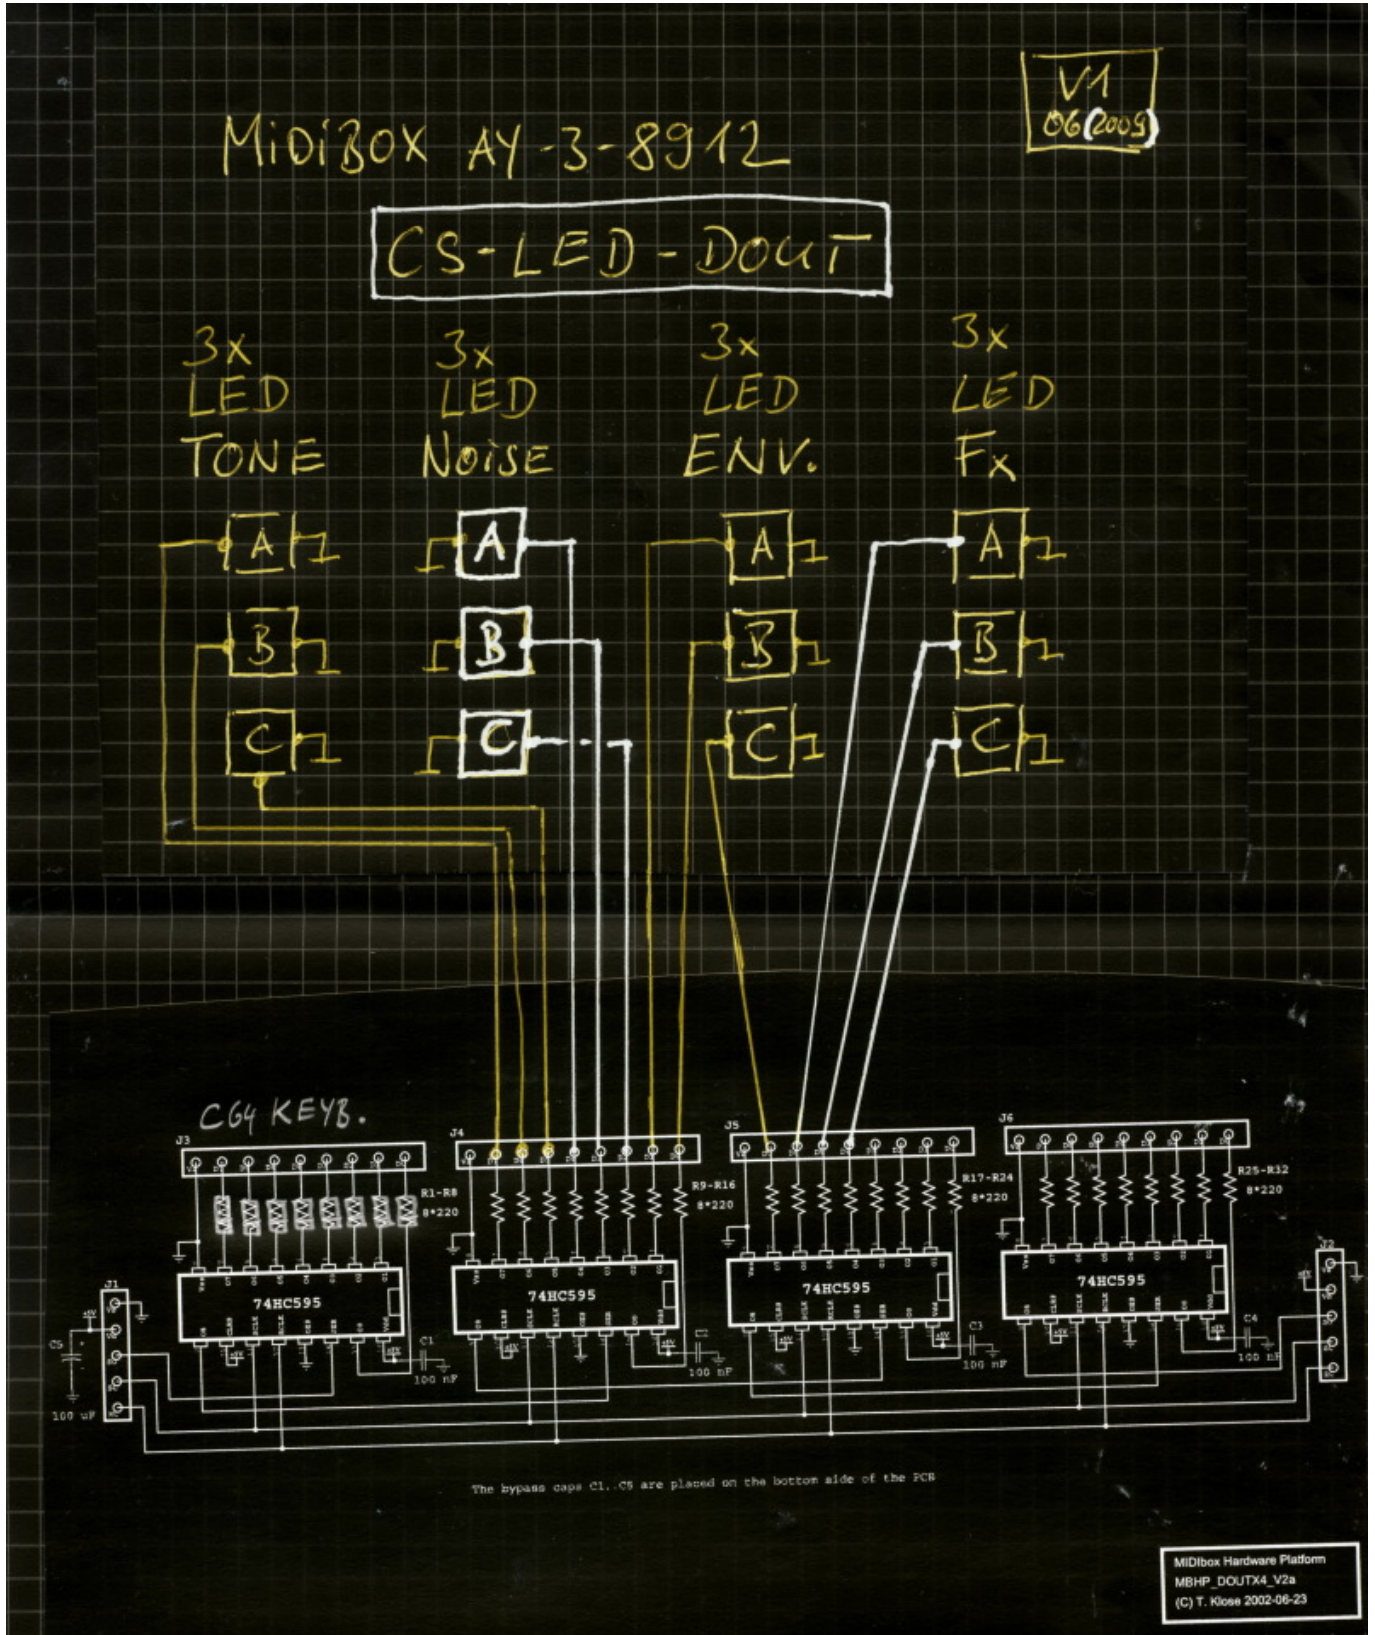 V1
06(2009)
MiDiBOX AY-3-8912
CS-LED-DOUT
3x
LED
TONE
3x
LED
NOiSE
3x
LED
ENV.
3x
LED
Fx
A
A
A
A
B
B
B
B
C
C
C
C
C64 KEYB.
J3
J4
J5
J6
R1-R8
8*220
R9-R16
8*220
R17-R24
8*220
R25-R32
8*220
J1
J2
74HC595
74HC595
74HC595
74HC595
C5
100 uF
C1
100 nF
C2
100 nF
C3
100 nF
C4
100 nF
The bypass caps C1..C5 are placed on the bottom side of the PCB
MIDIbox Hardware Platform
MBHP_DOUTX4_V2a
(C) T. Klose 2002-06-23